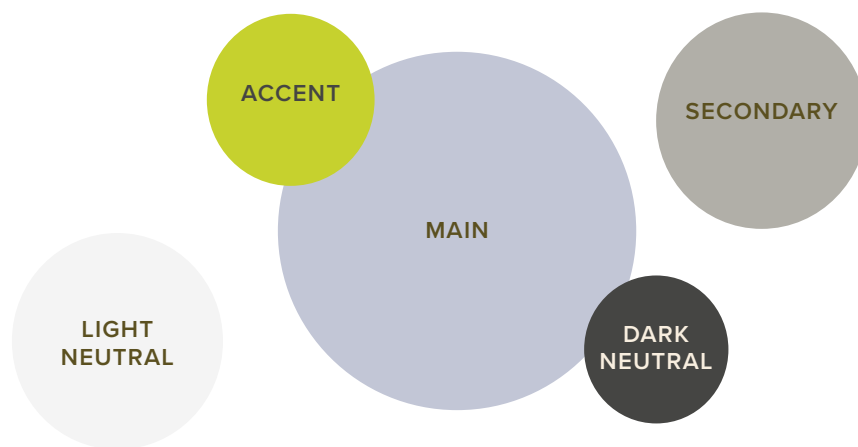 ACCENT
SECONDARY
MAIN
LIGHT
NEUTRAL
DARK
NEUTRAL